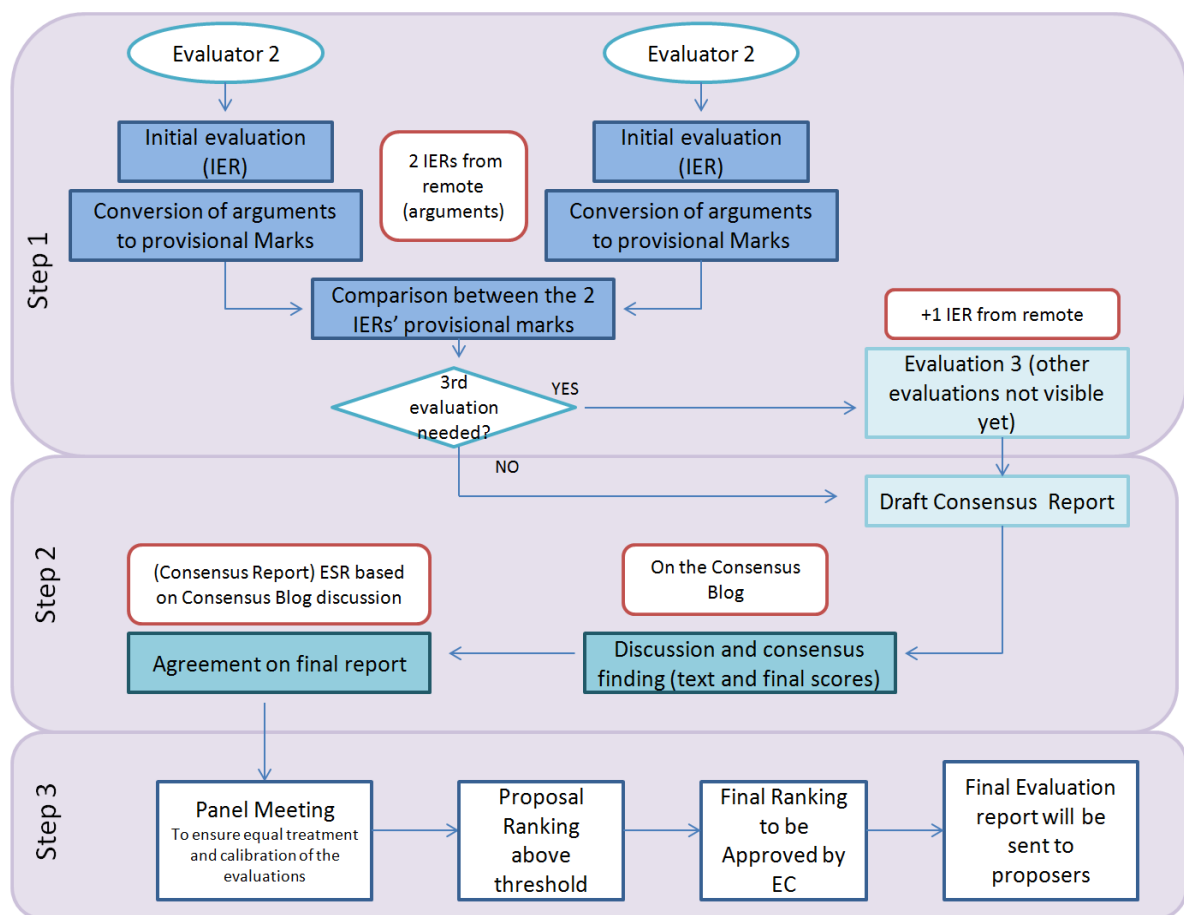 Step 1
Evaluator 2
Evaluator 2
Initial evaluation
(IER)
2 IERs from
remote
(arguments)
Initial evaluation
(IER)
Conversion of arguments
to provisional Marks
Conversion of arguments
to provisional Marks
Comparison between the 2
IERs’ provisional marks
+1 IER from remote
3rd
evaluation
needed?
YES
Evaluation 3 (other
evaluations not visible
yet)
NO
Step 2
Draft Consensus Report
(Consensus Report) ESR based
on Consensus Blog discussion
On the Consensus
Blog
Agreement on final report
Discussion and consensus
finding (text and final scores)
Step 3
Panel Meeting
To ensure equal treatment
and calibration of the
evaluations
Proposal
Ranking
above
threshold
Final Ranking
to be
Approved by
EC
Final Evaluation
report will be
sent to
proposers